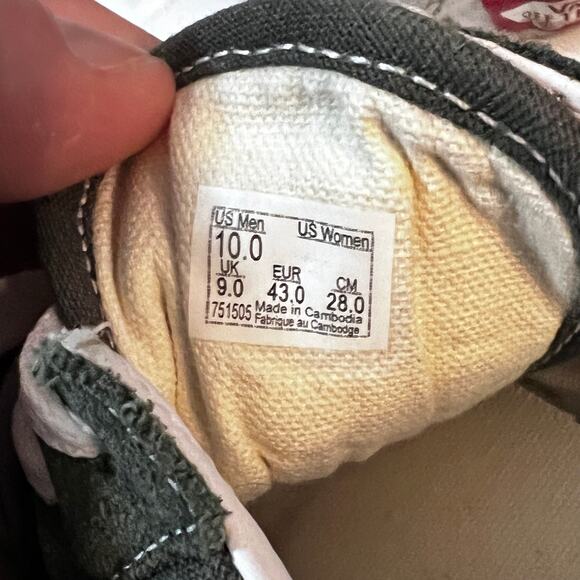 US Men US Women
10.0
UK EUR CM
9.0 43.0 28.0
751505 Made in Cambodia
Fabrique au Cambodge